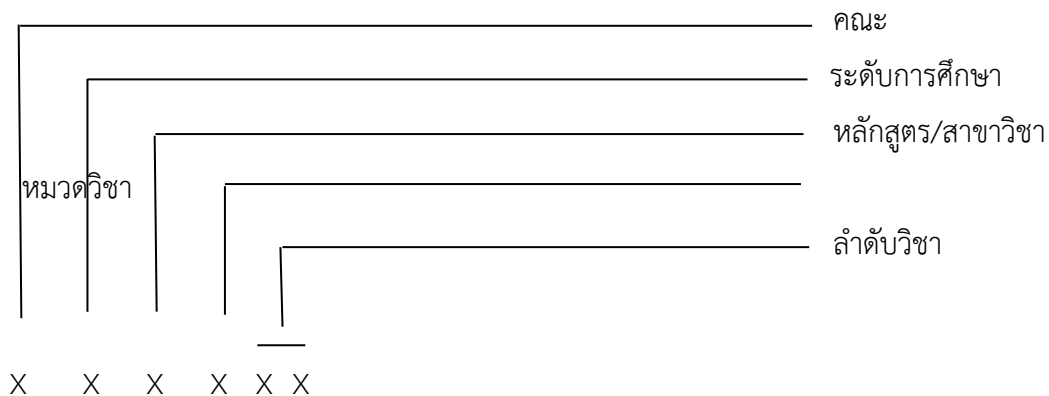 คณะ
ระดับการศึกษา
หลักสูตร/สาขาวิชา
หมวดวิชา
ลำดับวิชา
X X X X X X